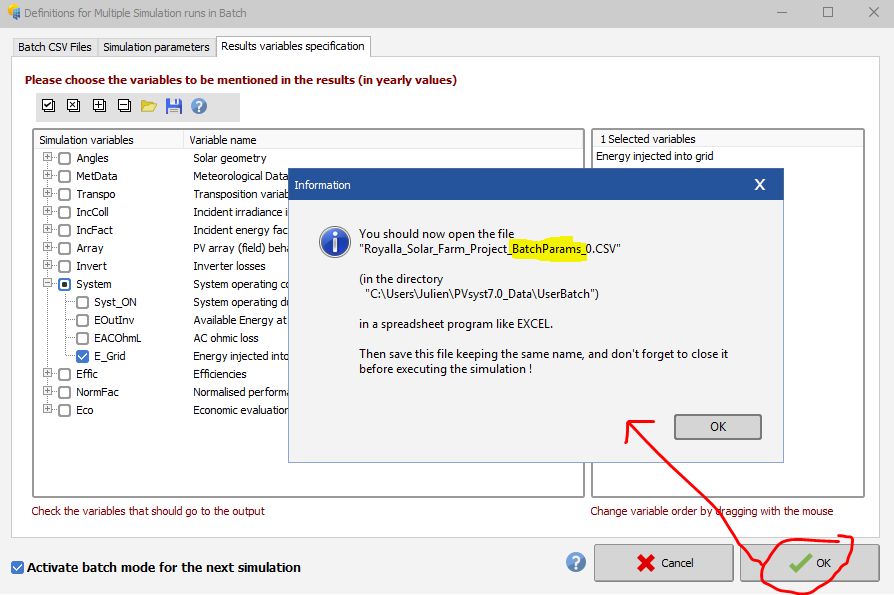 Definitions for Multiple Simulation runs in Batch
Batch CSV Files
Simulation parameters
Results variables specification
Please choose the variables to be mentioned in the results (in yearly values)
Simulation variables
Variable name
Angles
Solar geometry
MetData
Meteorological Data
Transpo
Transposition variab
IncColl
Incident irradiance i
IncFact
Incident energy fac
Array
PV array (field) beha
Invert
Inverter losses
System
System operating co
Syst_ON
System operating du
EOutInv
Available Energy at
EACOhmL
AC ohmic loss
E_Grid
Energy injected into
Effic
Efficiencies
NormFac
Normalised performa
Eco
Economic evaluation
1 Selected variables
Energy injected into grid
Information
X
You should now open the file
"Royalla_Solar_Farm_Project_BatchParams_0.CSV"
(in the directory
"C:\Users\Julien\PVsyst7.0_Data\UserBatch")
in a spreadsheet program like EXCEL.
Then save this file keeping the same name, and don't forget to close it
before executing the simulation !
OK
Check the variables that should go to the output
Change variable order by dragging with the mouse
Activate batch mode for the next simulation
?
Cancel
OK